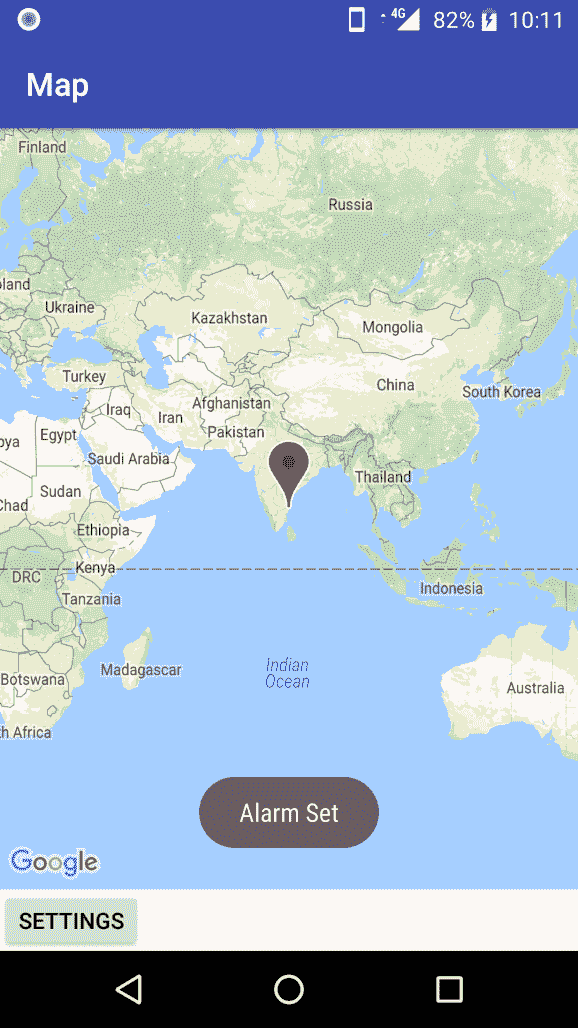 4G 82% 10:11
Map
Finland
Russia
land
Ukraine
Kazakhstan
Mongolia
Turkey
China
South Korea
Iraq
Iran
Afghanistan
Pakistan
ya
Egypt
Saudi Arabia
Thailand
Chad
Sudan
Ethiopia
DRC
Kenya
Indonesia
Tanzania
Indian
Ocean
Madagascar
Botswana
Australia
h Africa
Alarm Set
Google
SETTINGS